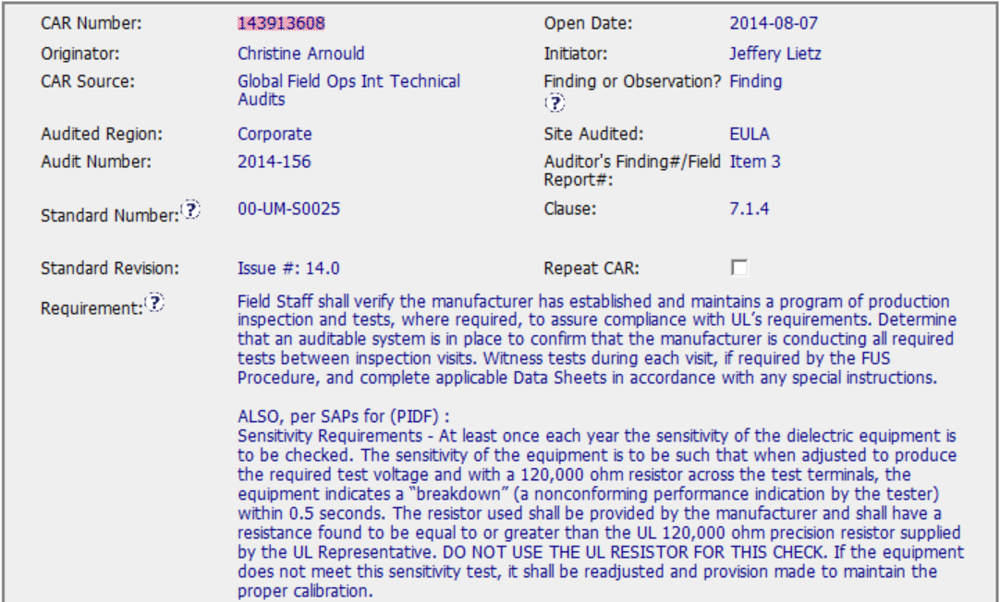 CAR Number: 143913608 Open Date: 2014-08-07
Originator: Christine Arnould Initiator: Jeffery Lietz
CAR Source: Global Field Ops Int Technical Audits Finding or Observation? Finding
?
Audited Region: Corporate Site Audited: EULA
Audit Number: 2014-156 Auditor's Finding#/Field Report#: Item 3
Standard Number: ? 00-UM-S0025 Clause: 7.1.4
Standard Revision: Issue #: 14.0 Repeat CAR:
Requirement: ? Field Staff shall verify the manufacturer has established and maintains a program of production
inspection and tests, where required, to assure compliance with UL’s requirements. Determine
that an auditable system is in place to confirm that the manufacturer is conducting all required
tests between inspection visits. Witness tests during each visit, if required by the FUS
Procedure, and complete applicable Data Sheets in accordance with any special instructions.
ALSO, per SAPs for (PIDF) :
Sensitivity Requirements - At least once each year the sensitivity of the dielectric equipment is
to be checked. The sensitivity of the equipment is to be such that when adjusted to produce
the required test voltage and with a 120,000 ohm resistor across the test terminals, the
equipment indicates a “breakdown” (a nonconforming performance indication by the tester)
within 0.5 seconds. The resistor used shall be provided by the manufacturer and shall have a
resistance found to be equal to or greater than the UL 120,000 ohm precision resistor supplied
by the UL Representative. DO NOT USE THE UL RESISTOR FOR THIS CHECK. If the equipment
does not meet this sensitivity test, it shall be readjusted and provision made to maintain the
proper calibration.